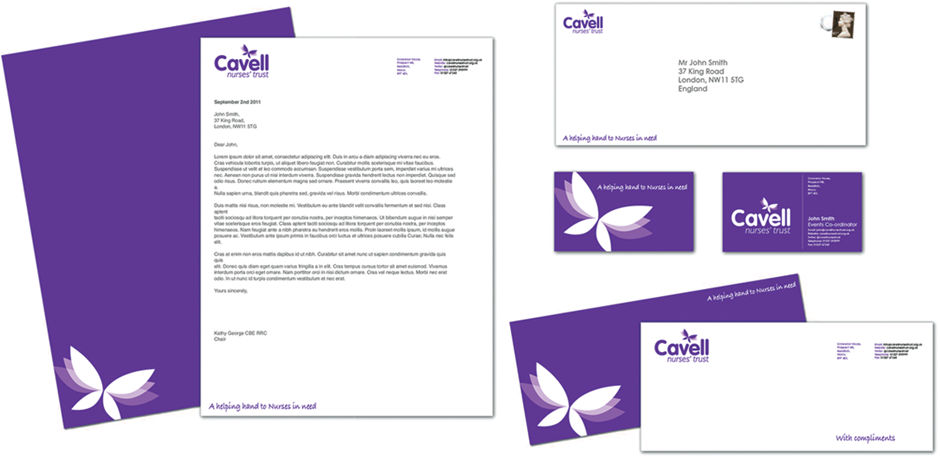 Cavell
nurses' trust
September 2nd 2011
John Smith,
37 King Road,
London, NW11 5TG
Dear John,
Lorem ipsum dolor sit amet, consectetur adipiscing elit. Duis in arcu a diam adipiscing viverra nec eu eros.
Cras vehicula lobortis turpis, ut aliquet libero feugiat non. Curabitur mollis scelerisque mi vitae faucibus.
Suspendisse ut velit et leo commodo accumsan. Suspendisse vestibulum porta sem, imperdiet varius mi ultrices
nec. Aenean non purus ut nisl interdum viverra. Suspendisse gravida hendrerit lectus non imperdiet. Quisque sed
odio risus. Donec rutrum elementum magna sed ornare. Praesent viverra convallis leo, quis laoreet leo molestie
a.
Nulla sapien urna, blandit quis pharetra sed, gravida vel risus. Morbi condimentum ultrices convallis.
Duis mattis nisi risus, non molestie mi. Vestibulum eu ante blandit velit convallis fermentum et sed nisl. Class
aptent
taciti sociosqu ad litora torquent per conubia nostra, per inceptos himenaeos. Ut bibendum augue in nisi semper
vitae scelerisque eros feugiat. Class aptent taciti sociosqu ad litora torquent per conubia nostra, per inceptos
himenaeos. Nam feugiat ante a nibh pharetra eu hendrerit eros mollis. Proin laoreet mollis ipsum, id mollis augue
posuere ac. Vestibulum ante ipsum primis in faucibus orci luctus et ultrices posuere cubilia Curae; Nulla nec felis
elit.
Cras at enim non eros mattis dapibus id ut nibh. Curabitur sit amet nunc ut sapien condimentum gravida quis
quis
elit. Donec quis diam eget quam varius fringilla a in elit. Cras tempus cursus tortor sit amet euismod. Vivamus
interdum porta orci eget ornare. Nam porttitor orci in nisi dictum ornare. Cras vel neque lectus. Morbi nec erat
odio. In ut nunc id turpis condimentum vestibulum et nec erat.
Yours sincerely,
Kathy George CBE RRC
Chair
A helping hand to Nurses in need
Cavell
nurses' trust
Mr John Smith
37 King Road
London, NW11 5TG
England
A helping hand to Nurses in need
A helping hand to Nurses in need
Cavell
nurses' trust
John Smith
Events Co-ordinator
A helping hand to Nurses in need
Cavell
nurses' trust
With compliments